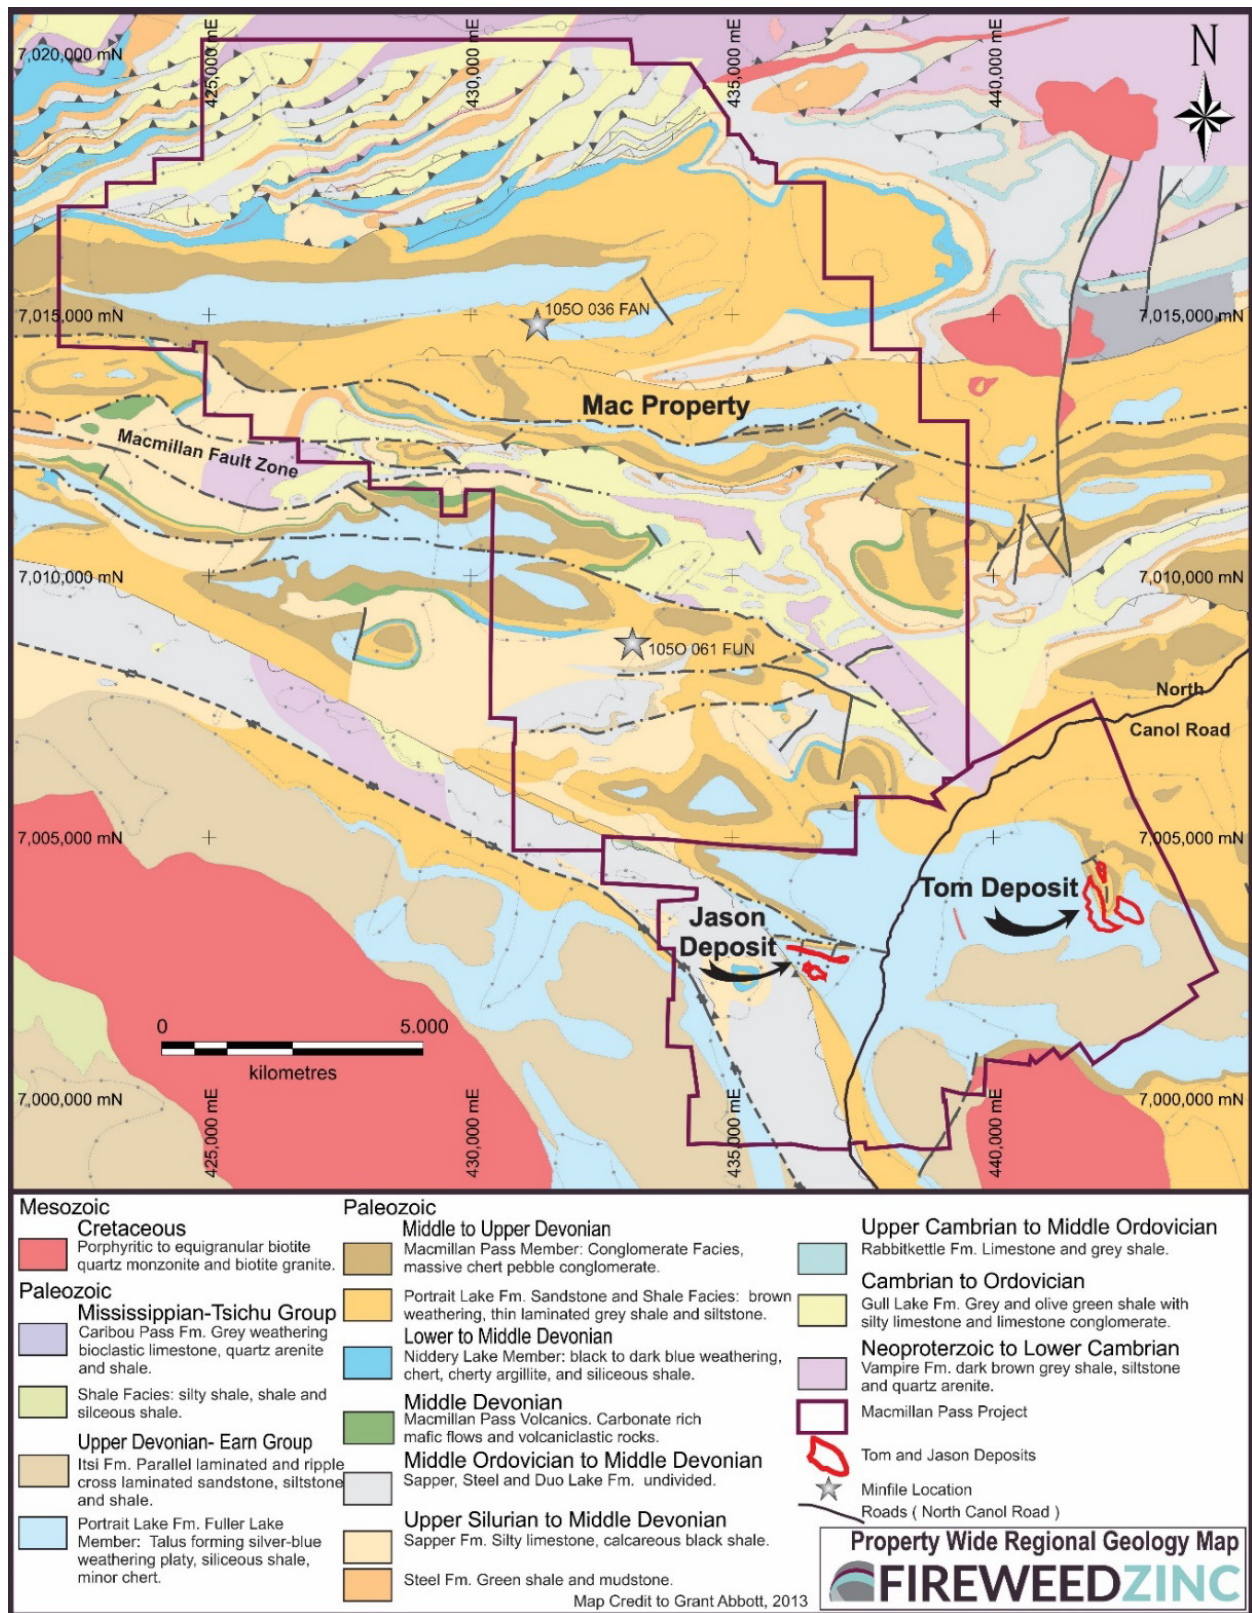 7,020,000 mN
425,000 mE
430,000 mE
435,000 mE
440,000 mE
N
7,015,000 mN
105O 036 FAN
7,015,000 mN
Mac Property
Macmillan Fault Zone
7,010,000 mN
7,010,000 mN
105O 061 FUN
North
Canol Road
7,005,000 mN
7,005,000 mN
Tom Deposit
Jason
Deposit
0
5.000
kilometres
7,000,000 mN
7,000,000 mN
425,000 mE
430,000 mE
435,000 mE
440,000 mE
Mesozoic
Cretaceous
Porphyritic to equigranular biotite
quartz monzonite and biotite granite.
Paleozoic
Mississippian-Tsichu Group
Caribou Pass Fm. Grey weathering
bioclastic limestone, quartz arenite
and shale.
Shale Facies: silty shale, shale and
silceous shale.
Upper Devonian- Earn Group
Itsi Fm. Parallel laminated and ripple
cross laminated sandstone, siltstone
and shale.
Portrait Lake Fm. Fuller Lake
Member: Talus forming silver-blue
weathering platy, siliceous shale,
minor chert.
Paleozoic
Middle to Upper Devonian
Macmillan Pass Member: Conglomerate Facies,
massive chert pebble conglomerate.
Portrait Lake Fm. Sandstone and Shale Facies: brown
weathering, thin laminated grey shale and siltstone.
Lower to Middle Devonian
Niddery Lake Member: black to dark blue weathering,
chert, cherty argillite, and siliceous shale.
Middle Devonian
Macmillan Pass Volcanics. Carbonate rich
mafic flows and volcaniclastic rocks.
Middle Ordovician to Middle Devonian
Sapper, Steel and Duo Lake Fm. undivided.
Upper Silurian to Middle Devonian
Sapper Fm. Silty limestone, calcareous black shale.
Steel Fm. Green shale and mudstone.
Map Credit to Grant Abbott, 2013
Upper Cambrian to Middle Ordovician
Rabbitkettle Fm. Limestone and grey shale.
Cambrian to Ordovician
Gull Lake Fm. Grey and olive green shale with
silty limestone and limestone conglomerate.
Neoproterzoic to Lower Cambrian
Vampire Fm. dark brown grey shale, siltstone
and quartz arenite.
Macmillan Pass Project
Tom and Jason Deposits
Minfile Location
Roads ( North Canol Road )
Property Wide Regional Geology Map
FIREWEEDZINC